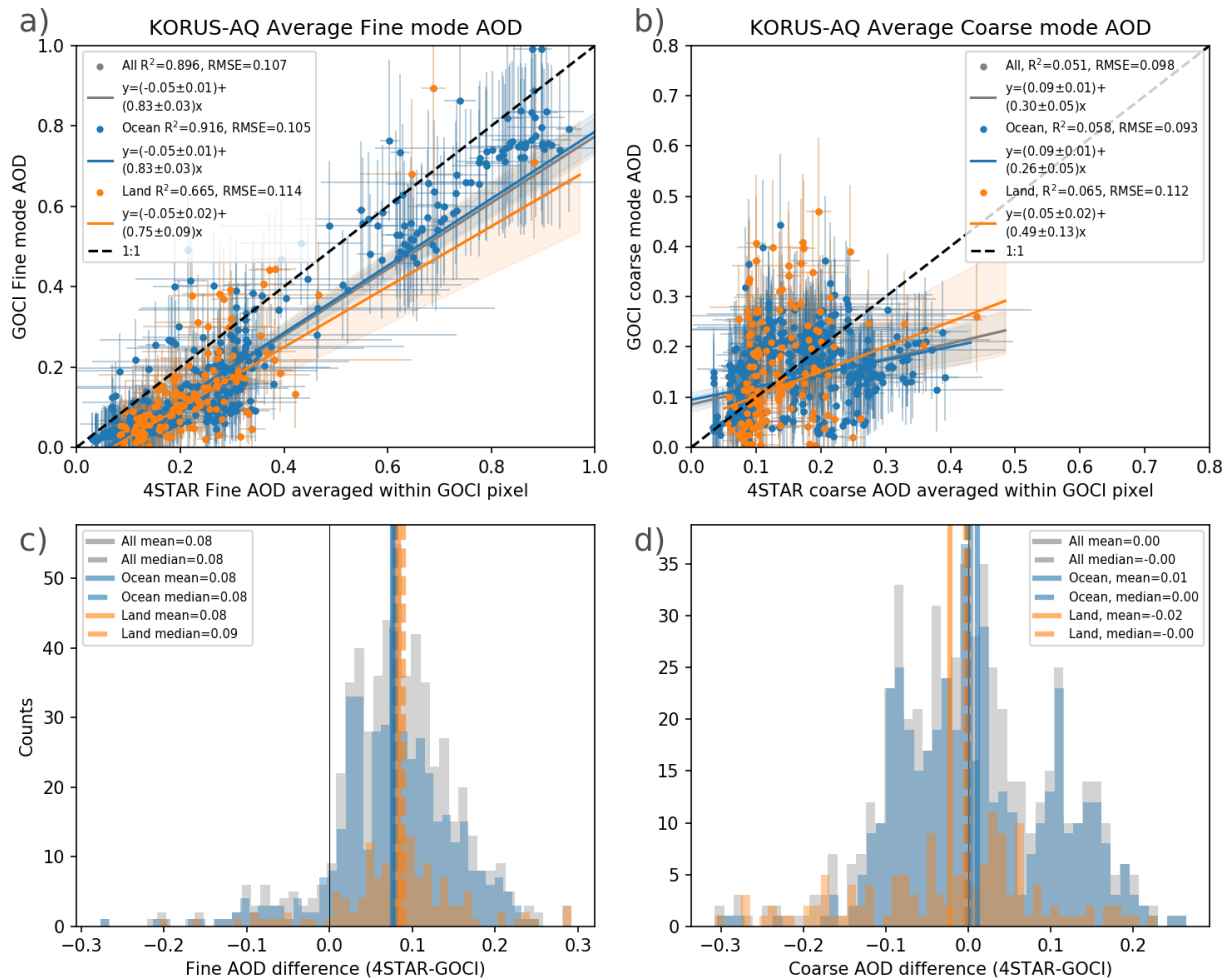 a)
KORUS-AQ Average Fine mode AOD
1.0
0.8
0.6
0.4
0.2
0.0
GOCI Fine mode AOD
All R²=0.896, RMSE=0.107
y=(-0.05±0.01)+
(0.83±0.03)x
Ocean R²=0.916, RMSE=0.105
y=(-0.05±0.01)+
(0.83±0.03)x
Land R²=0.665, RMSE=0.114
y=(-0.05±0.02)+
(0.75±0.09)x
1:1
0.0 0.2 0.4 0.6 0.8 1.0
4STAR Fine AOD averaged within GOCI pixel
b)
KORUS-AQ Average Coarse mode AOD
0.8
0.7
0.6
0.5
0.4
0.3
0.2
0.1
0.0
GOCI coarse mode AOD
All, R²=0.051, RMSE=0.098
y=(0.09±0.01)+
(0.30±0.05)x
Ocean, R²=0.058, RMSE=0.093
y=(0.09±0.01)+
(0.26±0.05)x
Land, R²=0.065, RMSE=0.112
y=(0.05±0.02)+
(0.49±0.13)x
1:1
0.0 0.1 0.2 0.3 0.4 0.5 0.6 0.7 0.8
4STAR coarse AOD averaged within GOCI pixel
c)
50
40
30
20
10
0
Counts
All mean=0.08
All median=0.08
Ocean mean=0.08
Ocean median=0.08
Land mean=0.08
Land median=0.09
−0.3 −0.2 −0.1 0.0 0.1 0.2 0.3
Fine AOD difference (4STAR-GOCI)
d)
35
30
25
20
15
10
5
0
All mean=0.00
All median=-0.00
Ocean, mean=0.01
Ocean, median=0.00
Land, mean=-0.02
Land, median=-0.00
−0.3 −0.2 −0.1 0.0 0.1 0.2
Coarse AOD difference (4STAR-GOCI)